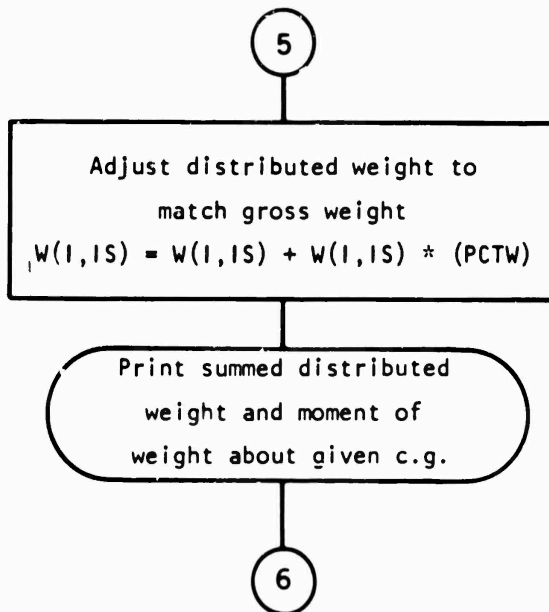 5
Adjust distributed weight to
match gross weight
W(I,IS) = W(I,IS) + W(I,IS) * (PCTW)
Print summed distributed
weight and moment of
weight about given c.g.
6